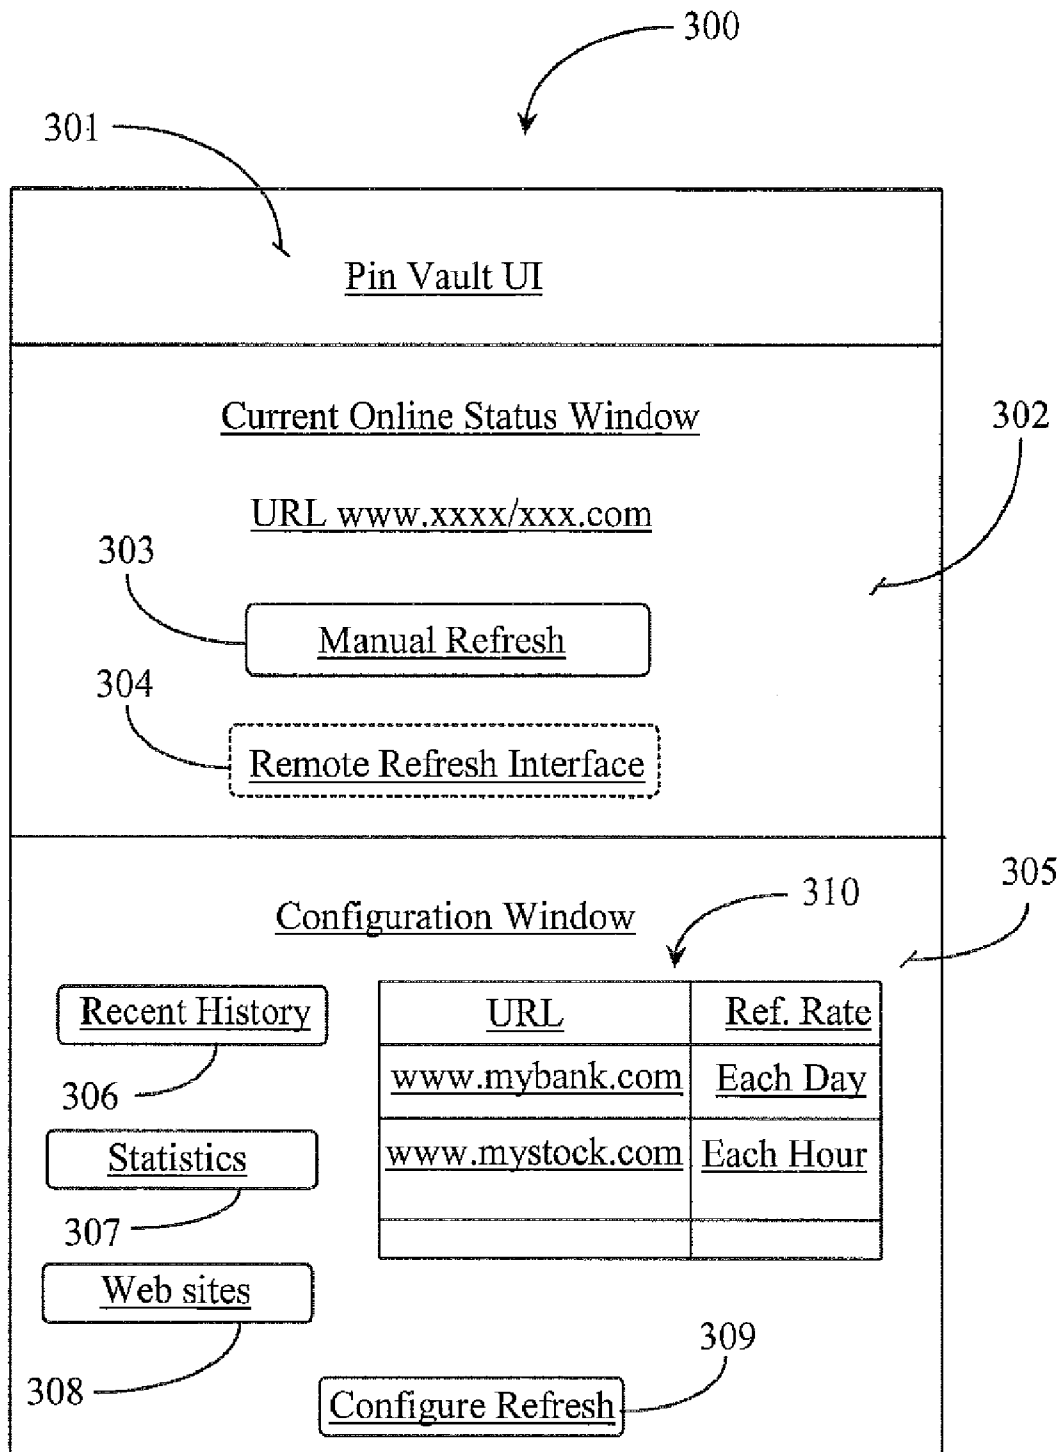 300
301
Pin Vault UI
Current Online Status Window
302
URL www.xxxx/xxx.com
303
Manual Refresh
304
Remote Refresh Interface
305
310
Configuration Window
Recent History
URL Ref. Rate
306
www.mybank.com Each Day
Statistics
www.mystock.com Each Hour
307
Web sites
308
309
Configure Refresh